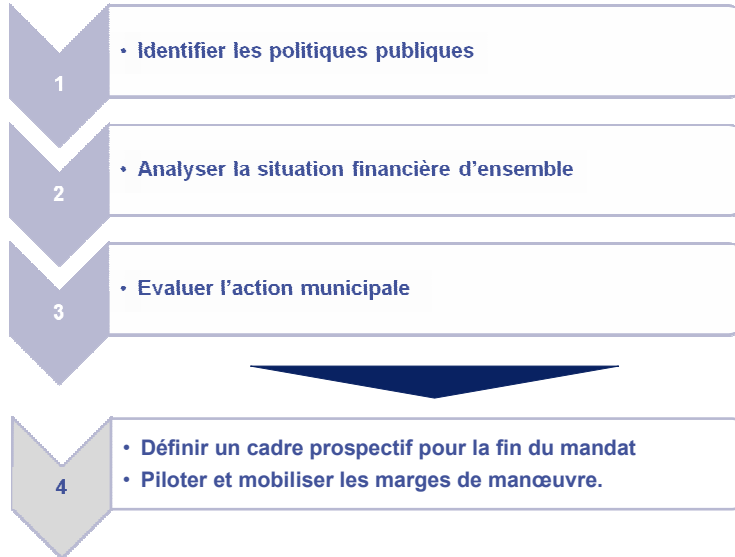 1
• Identifier les politiques publiques
2
• Analyser la situation financière d’ensemble
3
• Evaluer l’action municipale
4
• Définir un cadre prospectif pour la fin du mandat
• Piloter et mobiliser les marges de manœuvre.